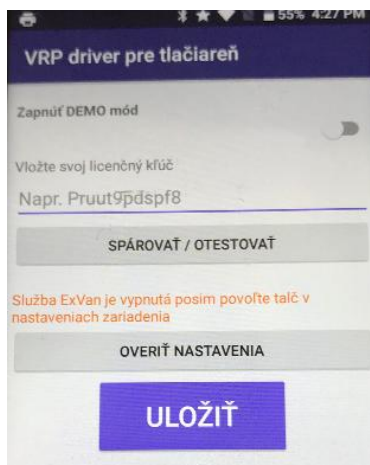 55% 4:27 PM
VRP driver pre tlačiareň
Zapnúť DEMO mód
Vložte svoj licenčný kľúč
Napr. Pruut9pdspf8
SPÁROVAŤ / OTESTOVAŤ
Služba ExVan je vypnutá posim povoľte talč v
nastaveniach zariadenia
OVERIŤ NASTAVENIA
ULOŽIŤ